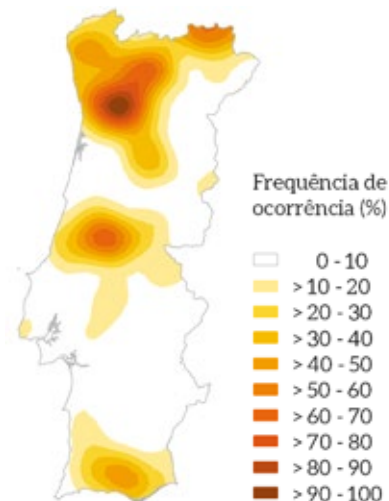 Frequência de
ocorrência (%)
0 - 10
>10 - 20
>20 - 30
>30 - 40
>40 - 50
>50 - 60
>60 - 70
>70 - 80
>80 - 90
>90 - 100